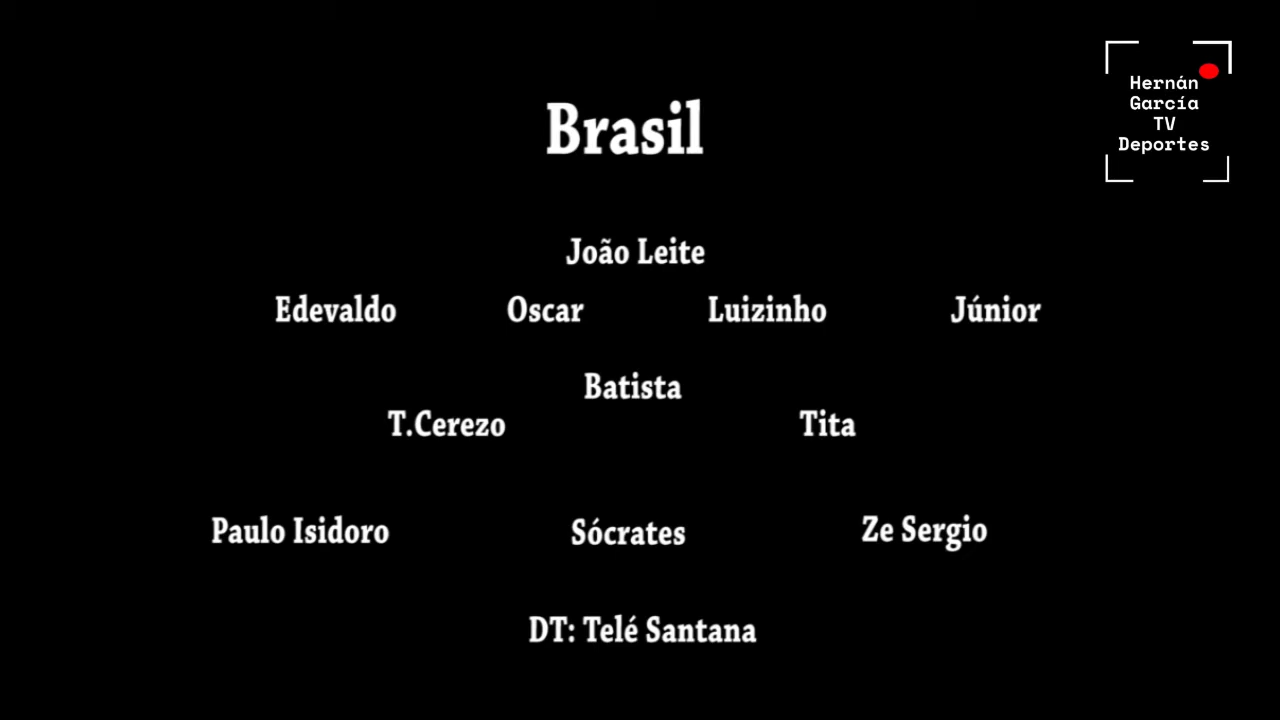 Hernán
García
TV
Deportes
Brasil
João Leite
Edevaldo Oscar Luizinho Júnior
Batista
T.Cerezo Tita
Paulo Isidoro Sócrates Ze Sergio
DT: Telé Santana